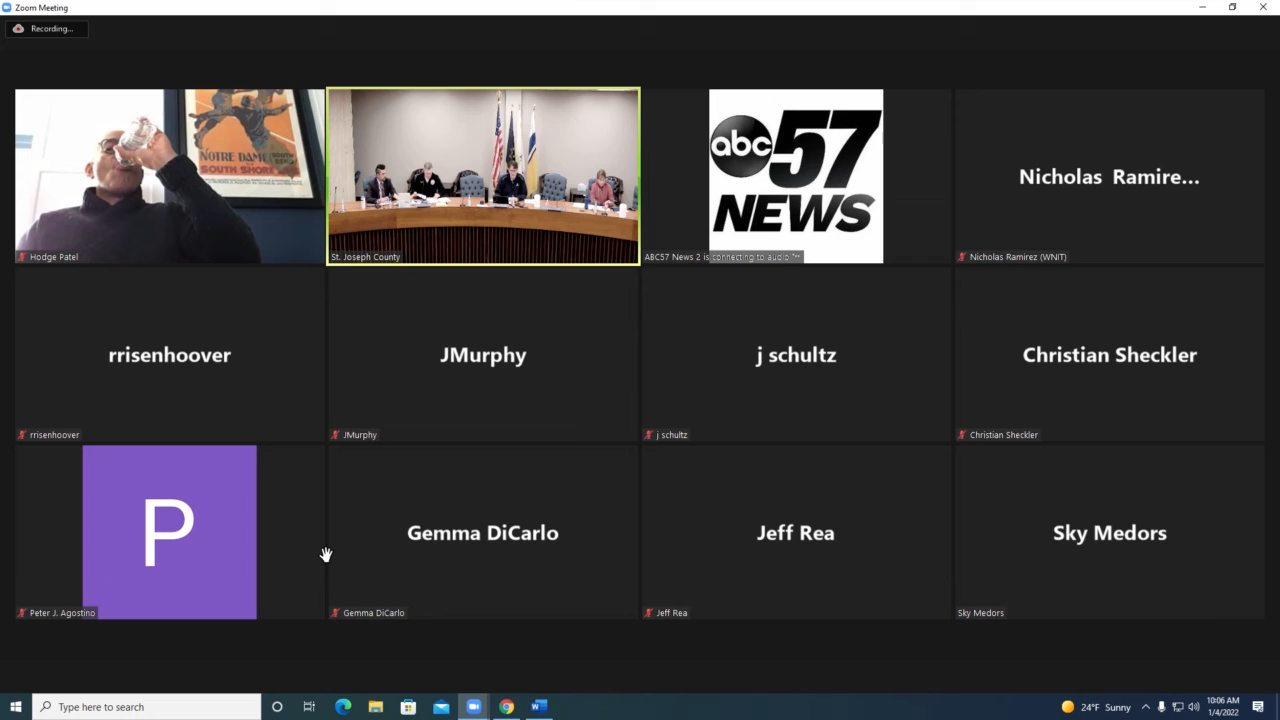 Zoom Meeting
Recording...
NOTRE DAME
SOUTH SHORE
Hodge Patel
St. Joseph County
abc 57
NEWS
ABC57 News 2 is connecting to audio
Nicholas Ramire...
Nicholas Ramirez (WNIT)
rrisenhoover
rrisenhoover
JMurphy
JMurphy
j schultz
j schultz
Christian Sheckler
Christian Sheckler
P
Peter J. Agostino
Gemma DiCarlo
Gemma DiCarlo
Jeff Rea
Jeff Rea
Sky Medors
Sky Medors
Type here to search
24°F Sunny
10:06 AM
1/4/2022